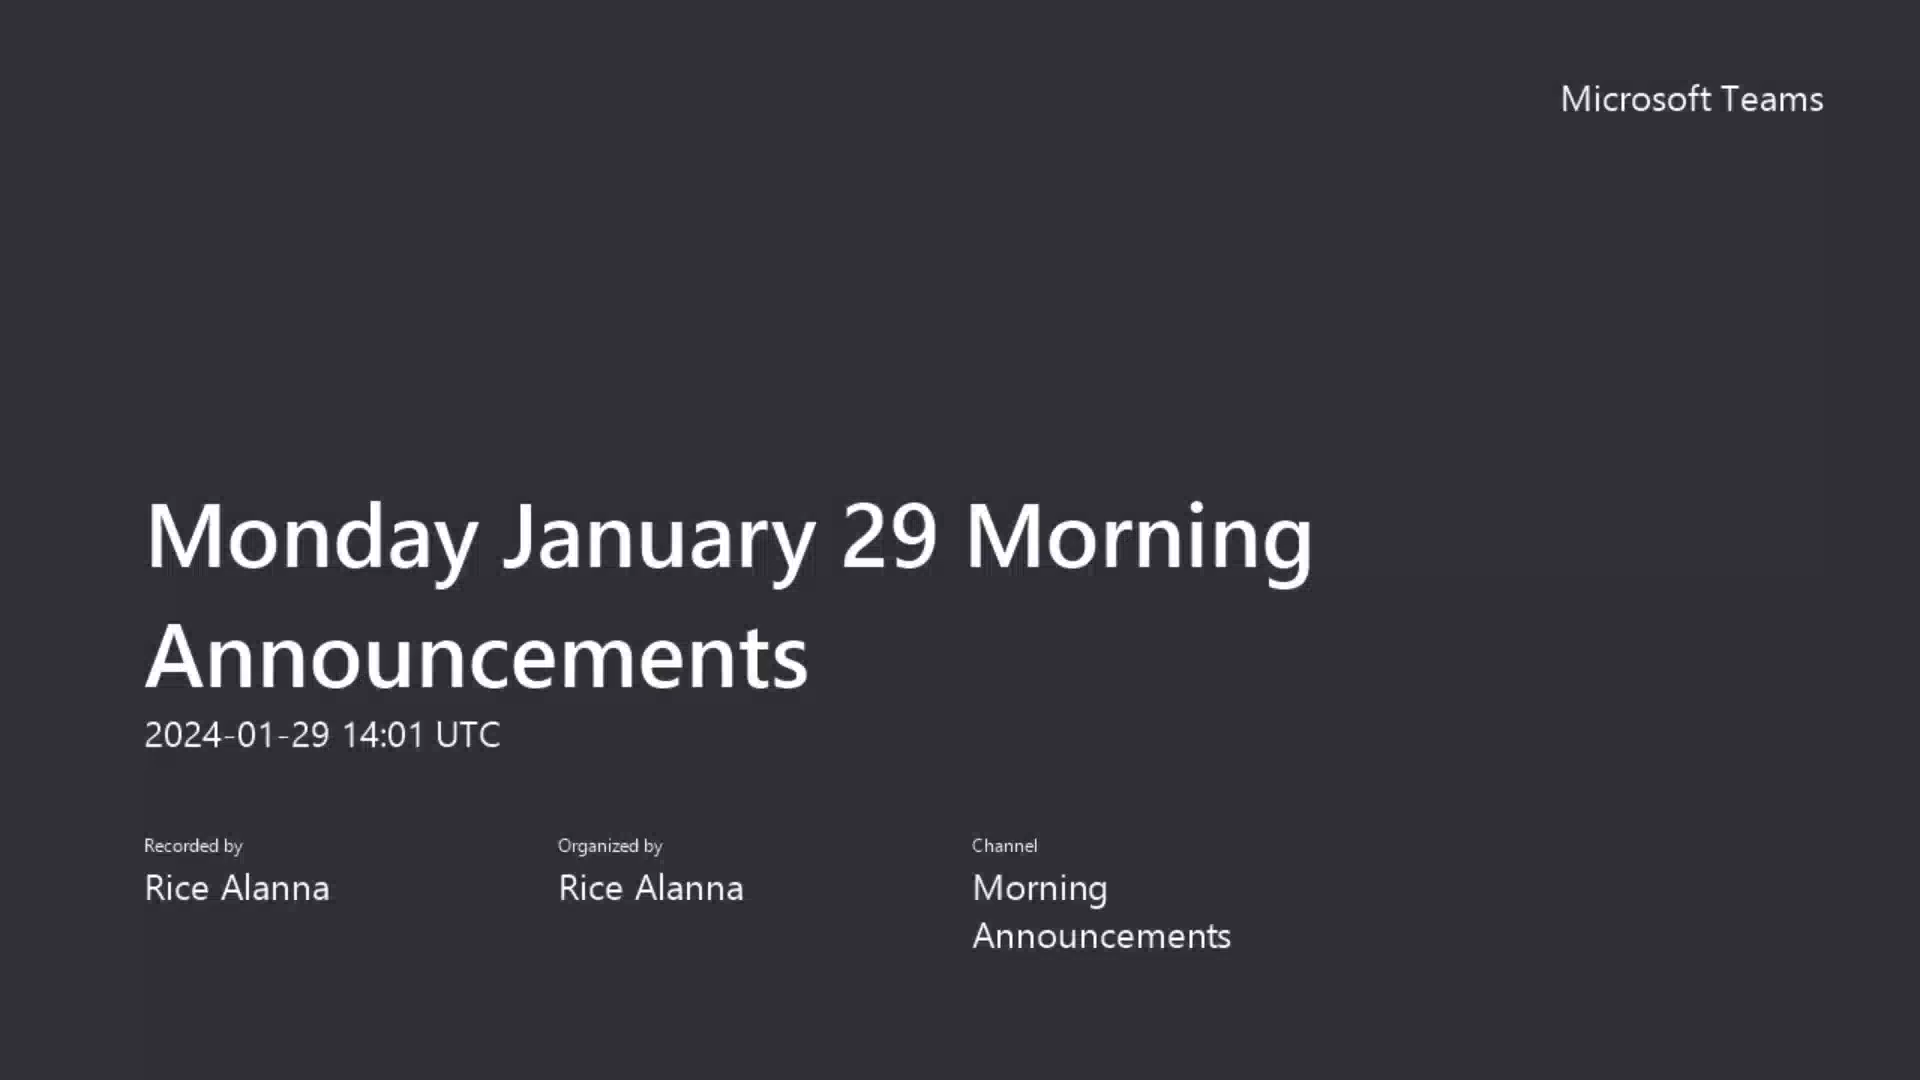 Microsoft Teams
Monday January 29 Morning
Announcements
2024-01-29 14:01 UTC
Recorded by
Rice Alanna
Organized by
Rice Alanna
Channel
Morning
Announcements